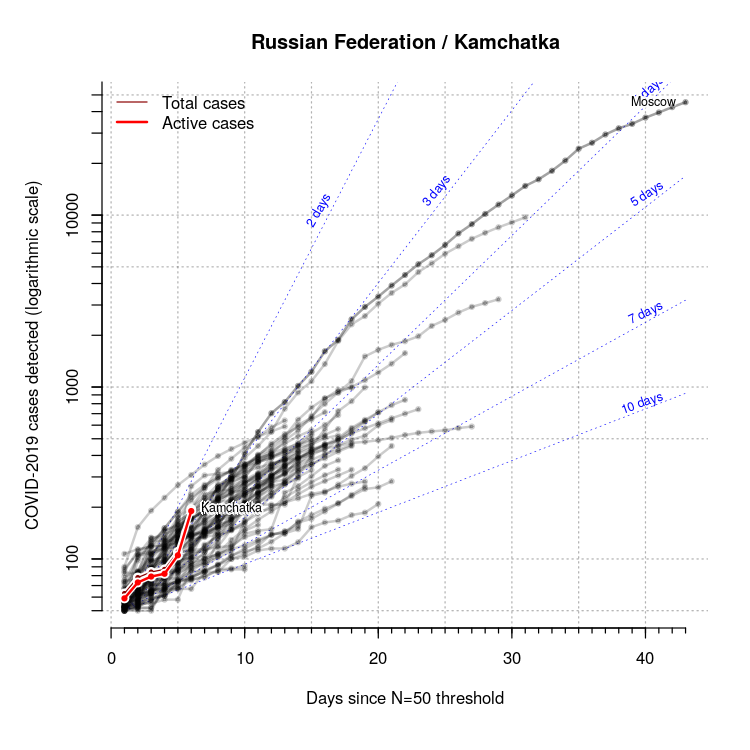 Russian Federation / Kamchatka
Total cases
Active cases
2 days
3 days
days
5 days
7 days
10 days
Moscow
Kamchatka
COVID-2019 cases detected (logarithmic scale)
10000
1000
100
0
10
20
30
40
Days since N=50 threshold